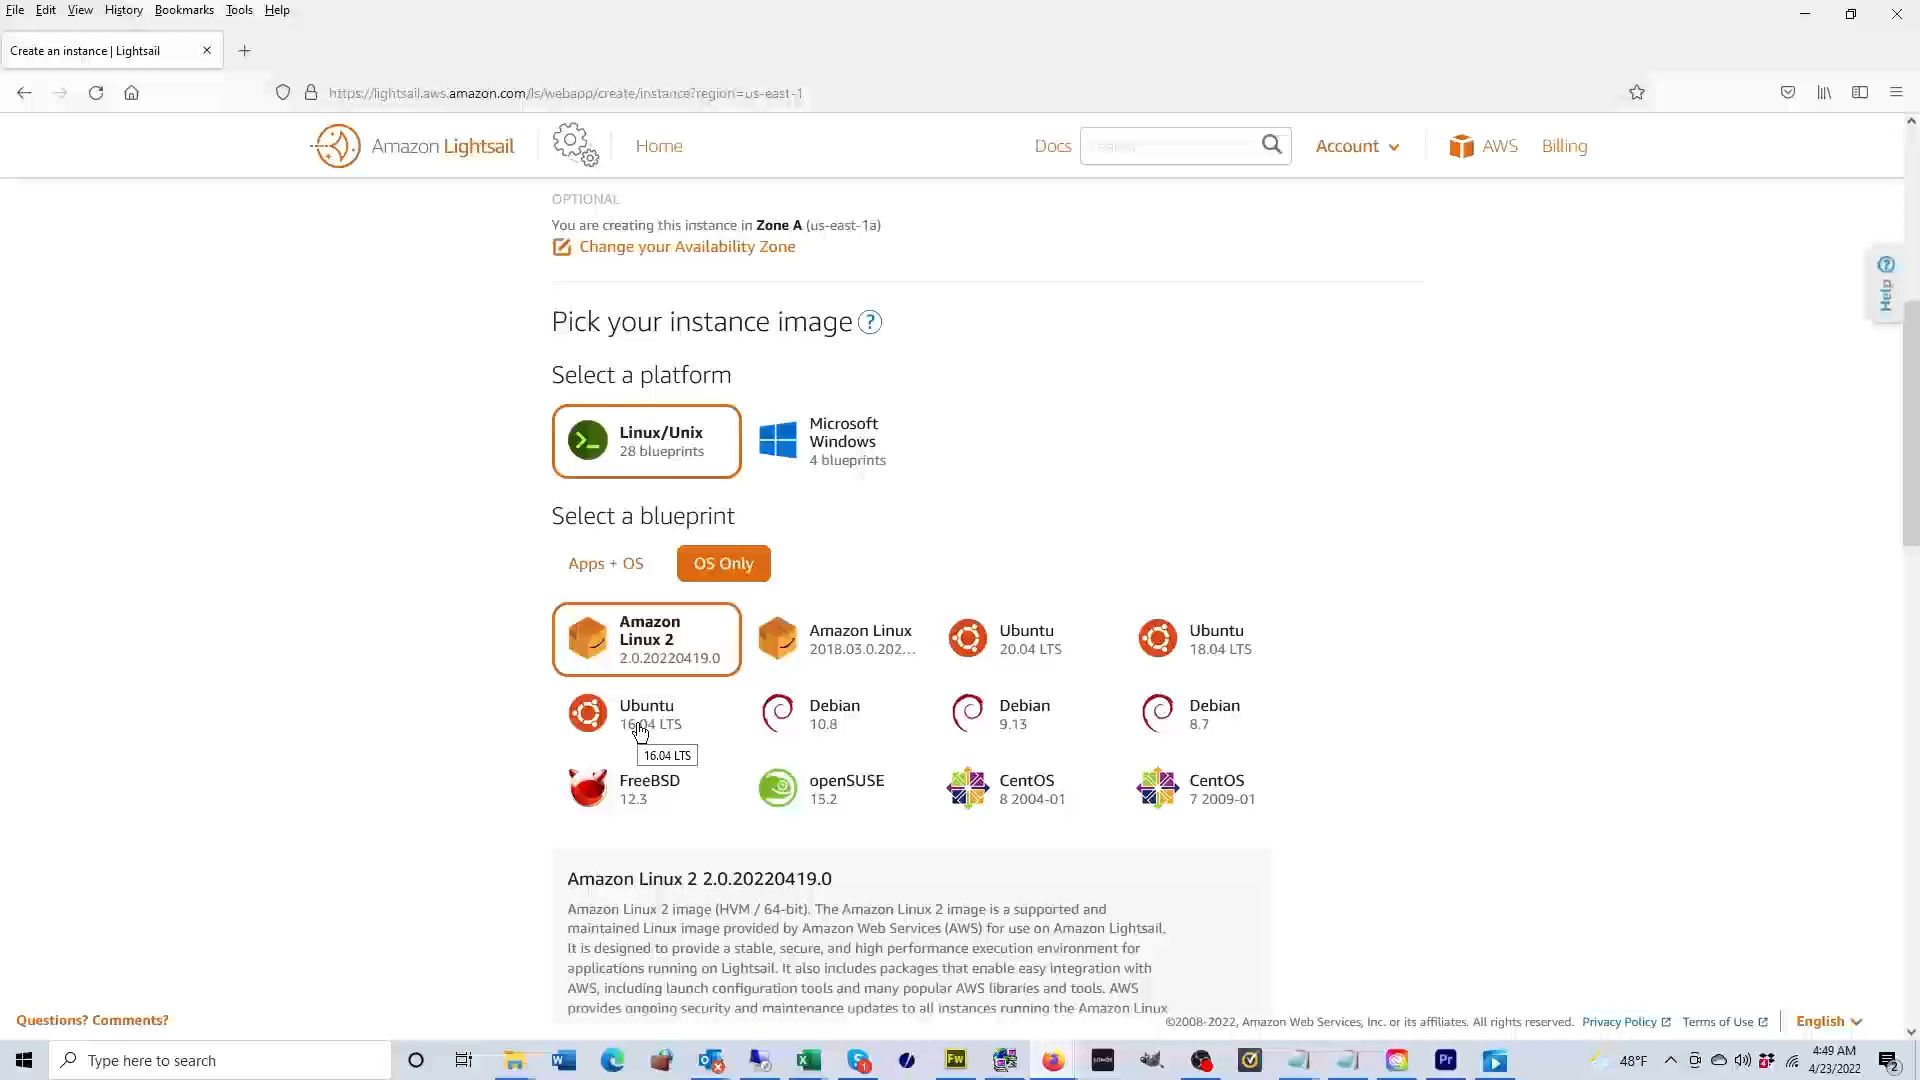 File Edit View History Bookmarks Tools Help
Create an instance | Lightsail
https://lightsail.aws.amazon.com/ls/webapp/create/instance?region=us-east-1
Amazon Lightsail
Home
Docs
Account
AWS
Billing
OPTIONAL
You are creating this instance in Zone A (us-east-1a)
Change your Availability Zone
Help
Pick your instance image
Select a platform
Linux/Unix
28 blueprints
Microsoft
Windows
4 blueprints
Select a blueprint
Apps + OS
OS Only
Amazon
Linux 2
2.0.20220419.0
Amazon Linux
2018.03.0.202...
Ubuntu
20.04 LTS
Ubuntu
18.04 LTS
Ubuntu
16.04 LTS
16.04 LTS
Debian
10.8
Debian
9.13
Debian
8.7
FreeBSD
12.3
openSUSE
15.2
CentOS
8 2004-01
CentOS
7 2009-01
Amazon Linux 2 2.0.20220419.0
Amazon Linux 2 image (HVM / 64-bit). The Amazon Linux 2 image is a supported and
maintained Linux image provided by Amazon Web Services (AWS) for use on Amazon Lightsail.
It is designed to provide a stable, secure, and high performance execution environment for
applications running on Lightsail. It also includes packages that enable easy integration with
AWS, including launch configuration tools and many popular AWS libraries and tools. AWS
provides ongoing security and maintenance updates to all instances running the Amazon Linux
Questions? Comments?
©2008-2022, Amazon Web Services, Inc. or its affiliates. All rights reserved. Privacy Policy Terms of Use
English
Type here to search
Fw
SONOS
Pr
48°F
4:49 AM
4/23/2022
2